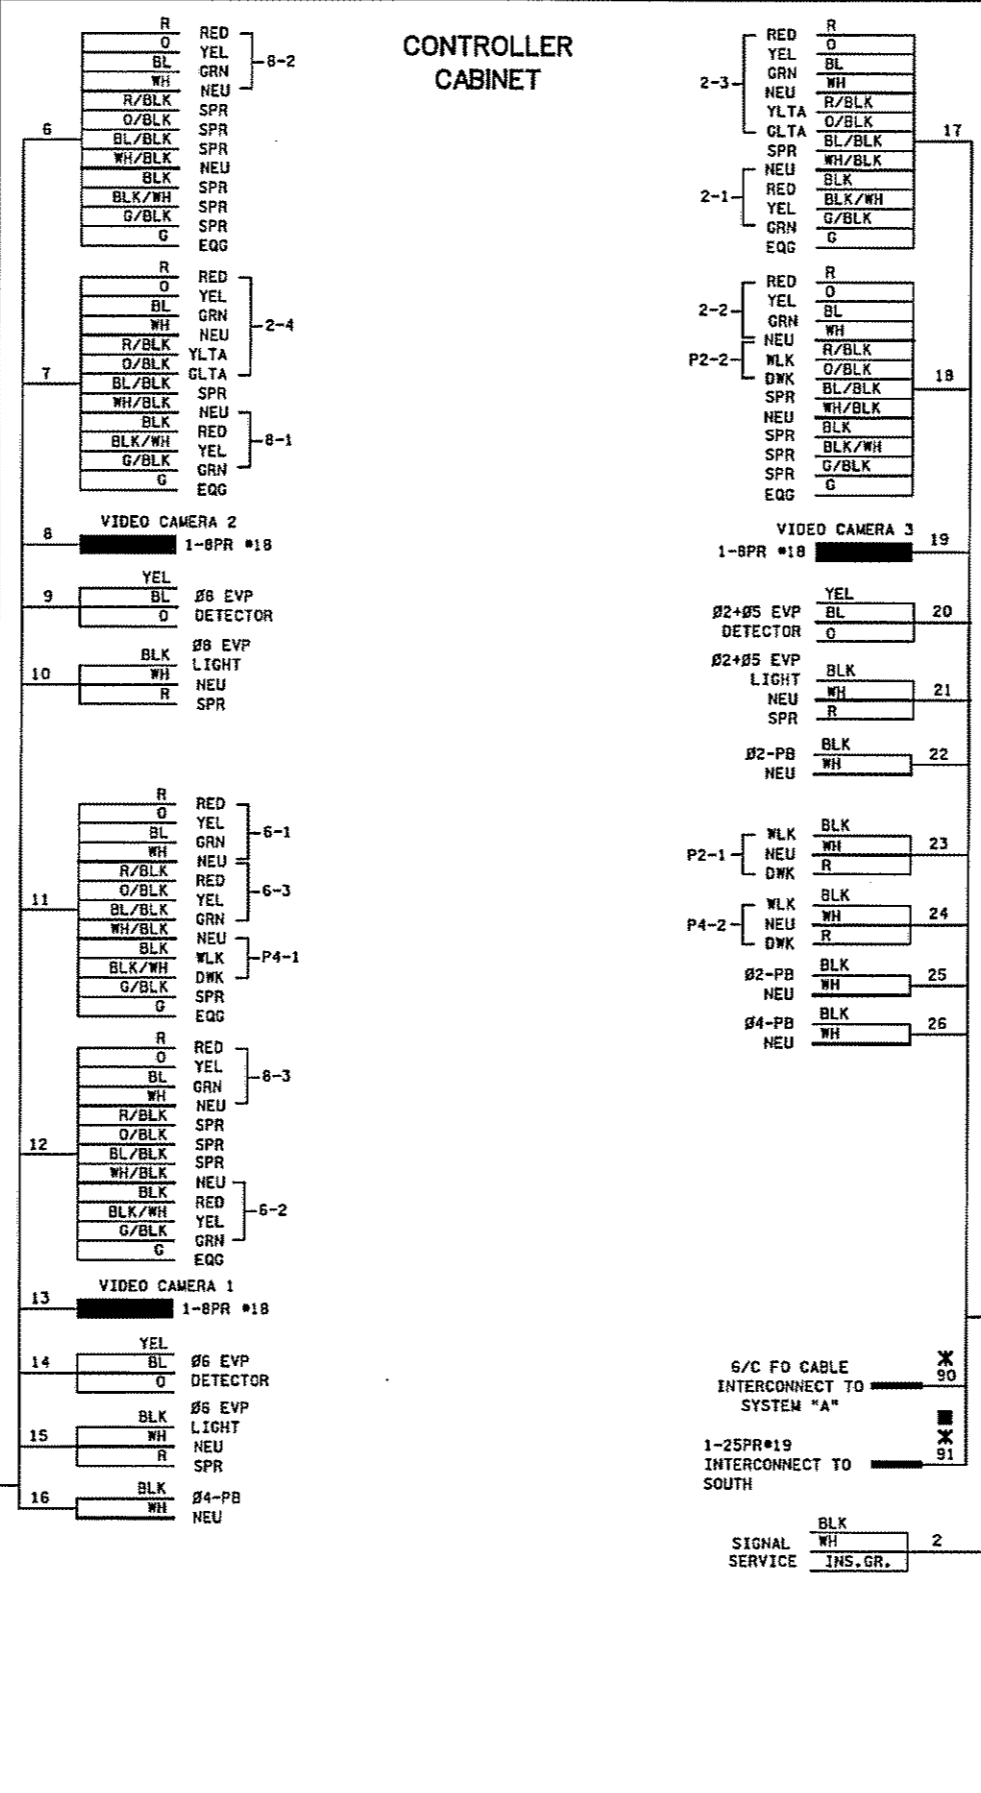 CONTROLLER
CABINET
6
R RED
O YEL
BL GRN
WH NEU
8-2
R/BLK SPR
O/BLK SPR
BL/BLK SPR
WH/BLK NEU
BLK SPR
BLK/WH SPR
G/BLK SPR
G EQG
7
R RED
O YEL
BL GRN
WH NEU
R/BLK YLTA
O/BLK GLTA
2-4
BL/BLK SPR
WH/BLK NEU
BLK RED
BLK/WH YEL
G/BLK GRN
8-1
G EQG
VIDEO CAMERA 2
8 1-8PR #18
9
YEL
BL Ø8 EVP
O DETECTOR
10
Ø8 EVP
BLK LIGHT
WH NEU
R SPR
11
R RED
O YEL
BL GRN
WH NEU
6-1
R/BLK RED
O/BLK YEL
BL/BLK GRN
6-3
WH/BLK NEU
BLK WLK
BLK/WH DWK
P4-1
G/BLK SPR
G EQG
12
R RED
O YEL
BL GRN
WH NEU
8-3
R/BLK SPR
O/BLK SPR
BL/BLK SPR
WH/BLK NEU
BLK RED
BLK/WH YEL
G/BLK GRN
6-2
G EQG
VIDEO CAMERA 1
13 1-8PR #18
14
YEL
BL Ø6 EVP
O DETECTOR
15
Ø6 EVP
BLK LIGHT
WH NEU
R SPR
16
BLK Ø4-PB
WH NEU
17
RED R
YEL O
GRN BL
NEU WH
YLTA R/BLK
GLTA O/BLK
2-3
SPR BL/BLK
NEU WH/BLK
RED BLK
YEL BLK/WH
GRN G/BLK
2-1
EQG G
18
RED R
YEL O
GRN BL
NEU WH
2-2
WLK R/BLK
DWK O/BLK
P2-2
SPR BL/BLK
NEU WH/BLK
SPR BLK
SPR BLK/WH
SPR G/BLK
EQG G
VIDEO CAMERA 3
1-8PR #18 19
YEL
Ø2+Ø5 EVP BL 20
DETECTOR O
Ø2+Ø5 EVP
LIGHT BLK
NEU WH 21
SPR R
Ø2-PB BLK
NEU WH 22
WLK BLK
P2-1 NEU WH 23
DWK R
WLK BLK
P4-2 NEU WH 24
DWK R
Ø2-PB BLK
NEU WH 25
Ø4-PB BLK
NEU WH 26
6/C FO CABLE
INTERCONNECT TO 90
SYSTEM "A"
1-25PR#19
INTERCONNECT TO 91
SOUTH
BLK
SIGNAL WH 2
SERVICE INS.GR.